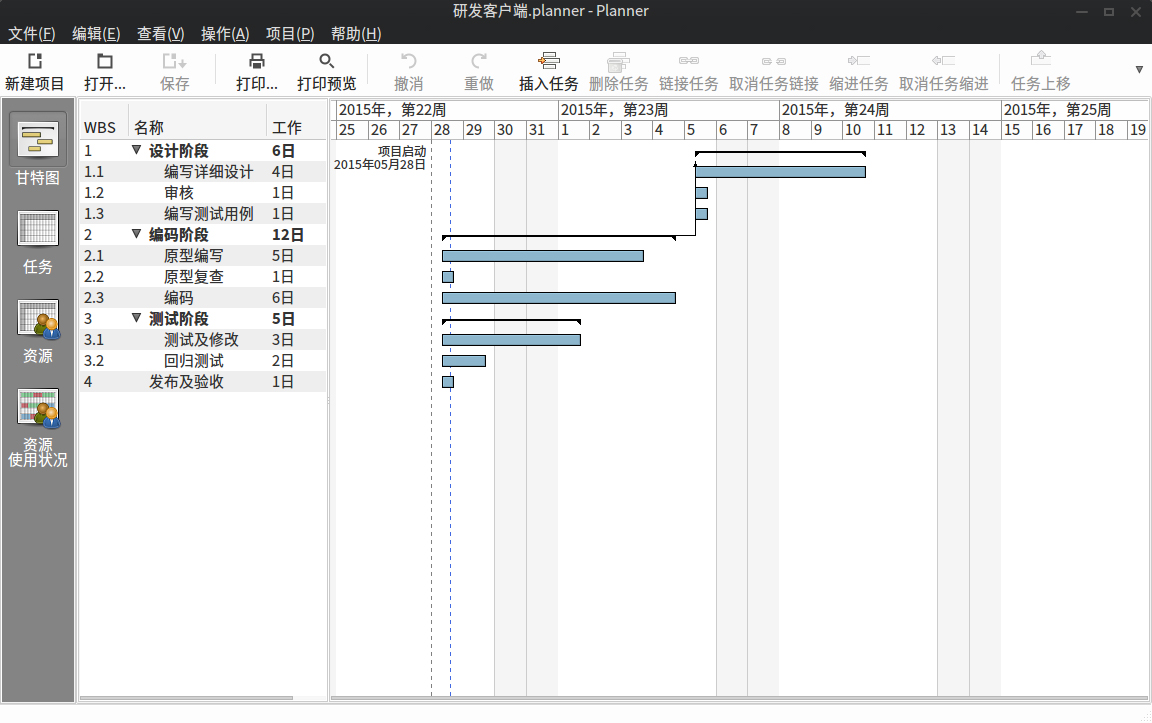 研发客户端.planner - Planner
文件(F) 编辑(E) 查看(V) 操作(A) 项目(P) 帮助(H)
新建项目 打开... 保存 打印... 打印预览 撤消 重做 插入任务 删除任务 链接任务 取消任务链接 缩进任务 取消任务缩进 任务上移
甘特图
任务
资源
资源
使用状况
WBS 名称 工作
1 设计阶段 6日
1.1 编写详细设计 4日
1.2 审核 1日
1.3 编写测试用例 1日
2 编码阶段 12日
2.1 原型编写 5日
2.2 原型复查 1日
2.3 编码 6日
3 测试阶段 5日
3.1 测试及修改 3日
3.2 回归测试 2日
4 发布及验收 1日
2015年，第22周 2015年，第23周 2015年，第24周 2015年，第25周
25 26 27 28 29 30 31 1 2 3 4 5 6 7 8 9 10 11 12 13 14 15 16 17 18 19
项目启动
2015年05月28日